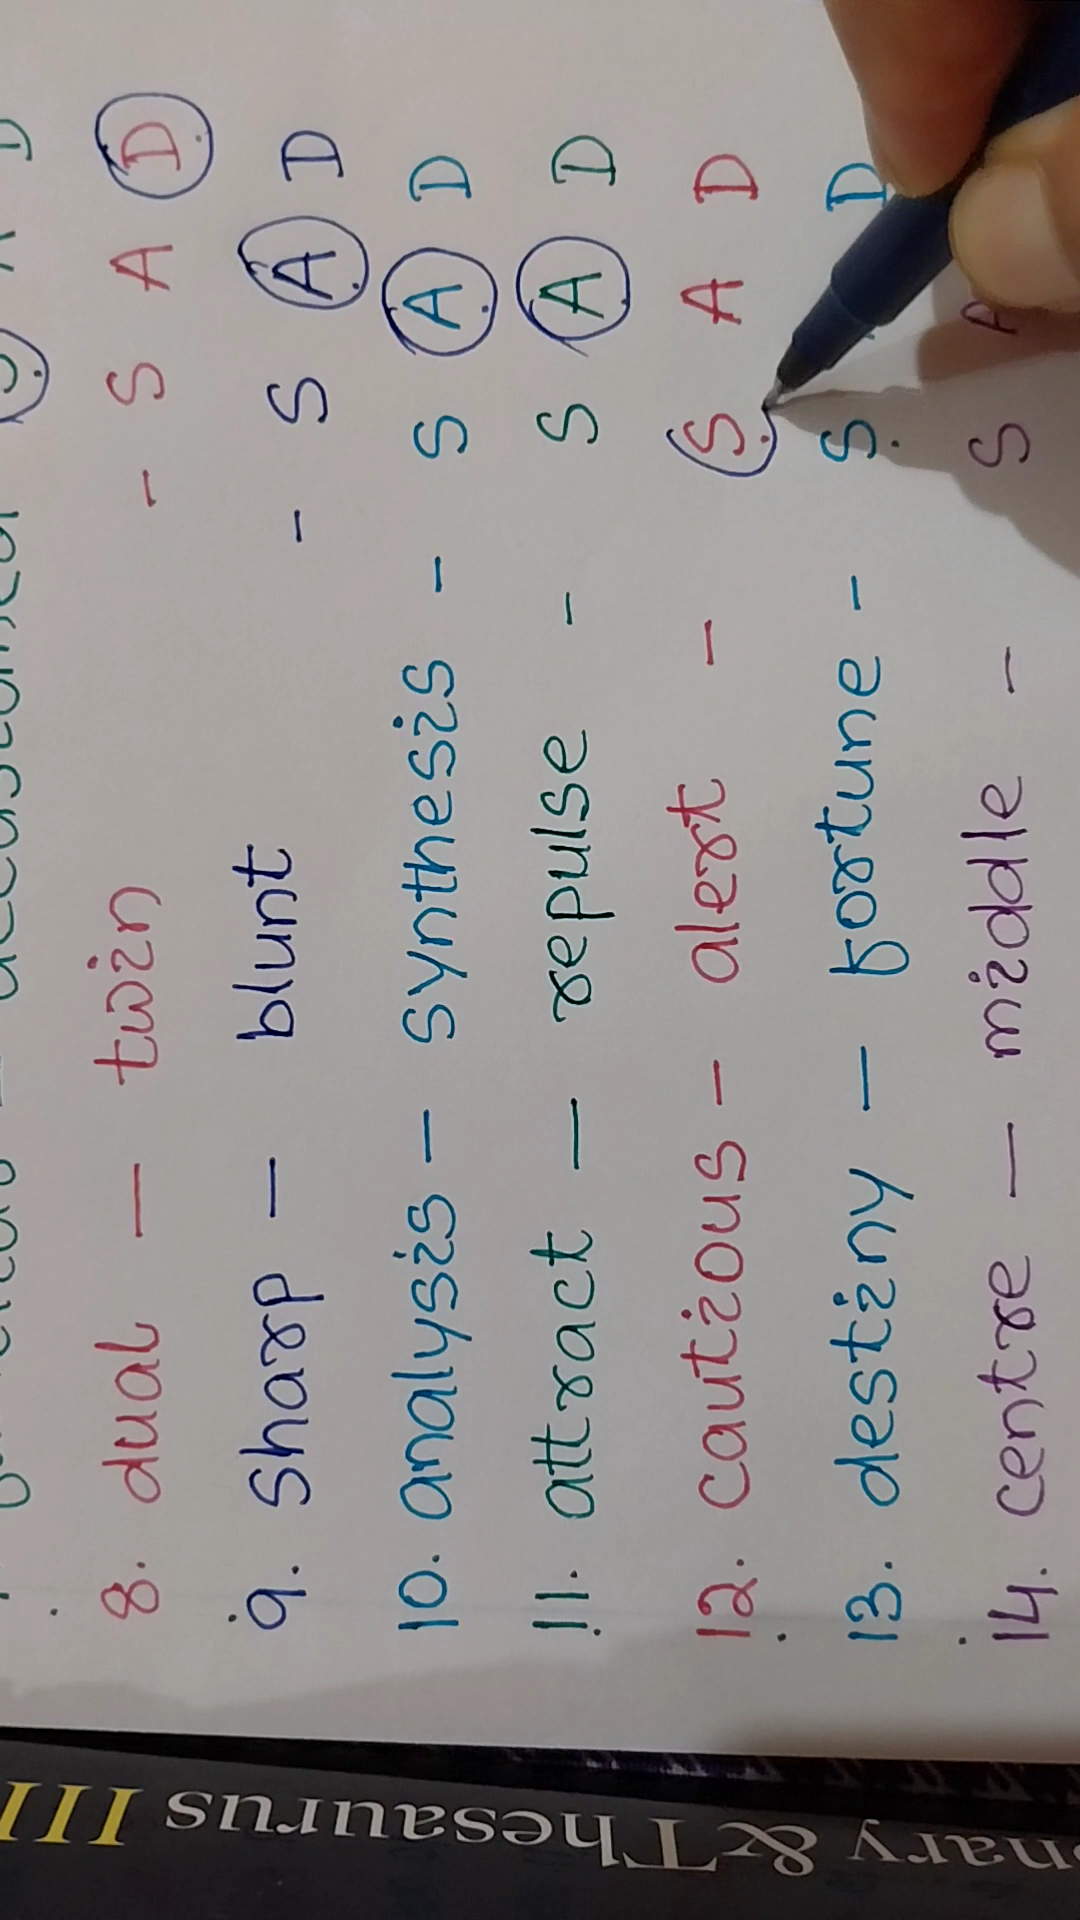 8. dual — twin - S A D
9. sharp — blunt - S A D
10. analysis — synthesis - S A D
11. attract — repulse - S A D
12. cautious - alert - S A D
13. destiny — fortune - S D
14. centre — middle - S A
& Thesaurus III